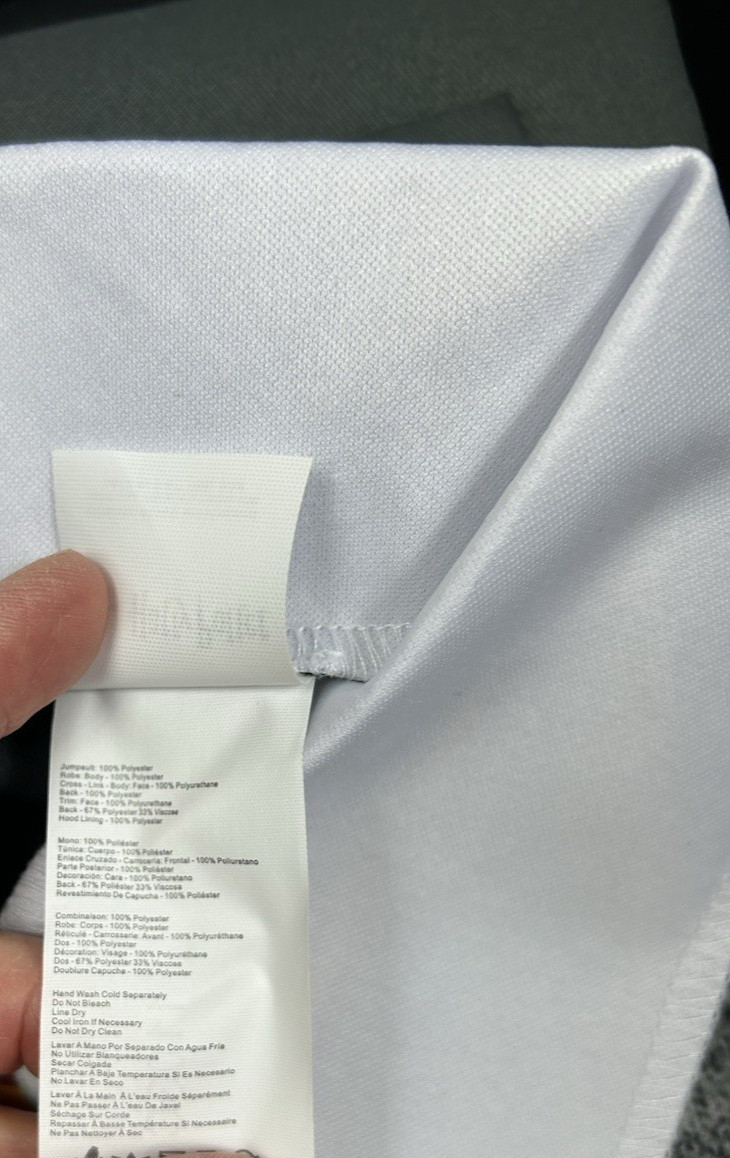 Jumpsuit: 100% Polyester
Robe: Body - 100% Polyester
Cross - Link - Body: Face - 100% Polyurethane
Back - 100% Polyester
Trim: Face - 100% Polyurethane
Back - 67% Polyester 33% Viscose
Hood Lining - 100% Polyester
Mono: 100% Poliéster
Túnica: Cuerpo - 100% Poliéster
Enlace Cruzado - Carrocería: Frontal - 100% Poliuretano
Parte Posterior - 100% Poliéster
Decoración: Cara - 100% Poliuretano
Back - 67% Poliéster 33% Viscosa
Revestimiento De Capucha - 100% Poliéster
Combinaison: 100% Polyester
Robe: Corps - 100% Polyester
Réticulé - Carrosserie: Avant - 100% Polyuréthane
Dos - 100% Polyester
Décoration: Visage - 100% Polyuréthane
Dos - 67% Polyester 33% Viscose
Doublure Capuche - 100% Polyester
Hand Wash Cold Separately
Do Not Bleach
Line Dry
Cool Iron If Necessary
Do Not Dry Clean
Lavar A Mano Por Separado Con Agua Fría
No Utilizar Blanqueadores
Secar Colgado
Planchar A Baja Temperatura Si Es Necesario
No Lavar En Seco
Laver À La Main À L'eau Froide Séparément
Ne Pas Passer À L'eau De Javel
Séchage Sur Corde
Repasser À Basse Température Si Nécessaire
Ne Pas Nettoyer À Sec